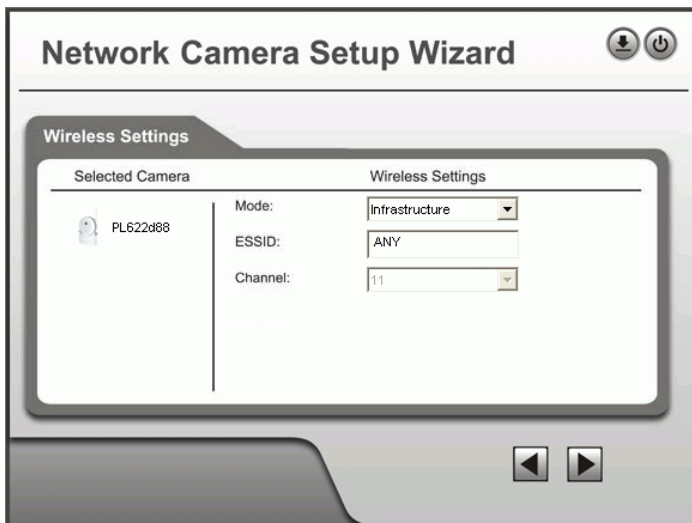 Network Camera Setup Wizard
Wireless Settings
Selected Camera
Wireless Settings
PL622d88
Mode:
Infrastructure
ESSID:
ANY
Channel:
11